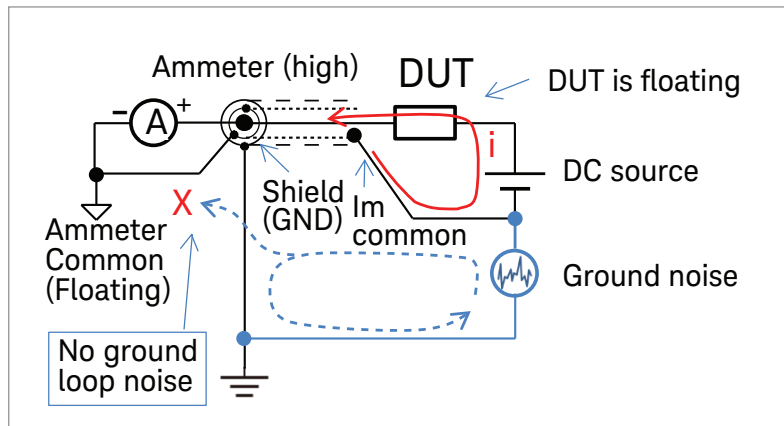 Ammeter (high)
DUT
DUT is floating
−
A
+
i
DC source
Shield
(GND)
Im
common
X
Ammeter
Common
(Floating)
Ground noise
No ground
loop noise